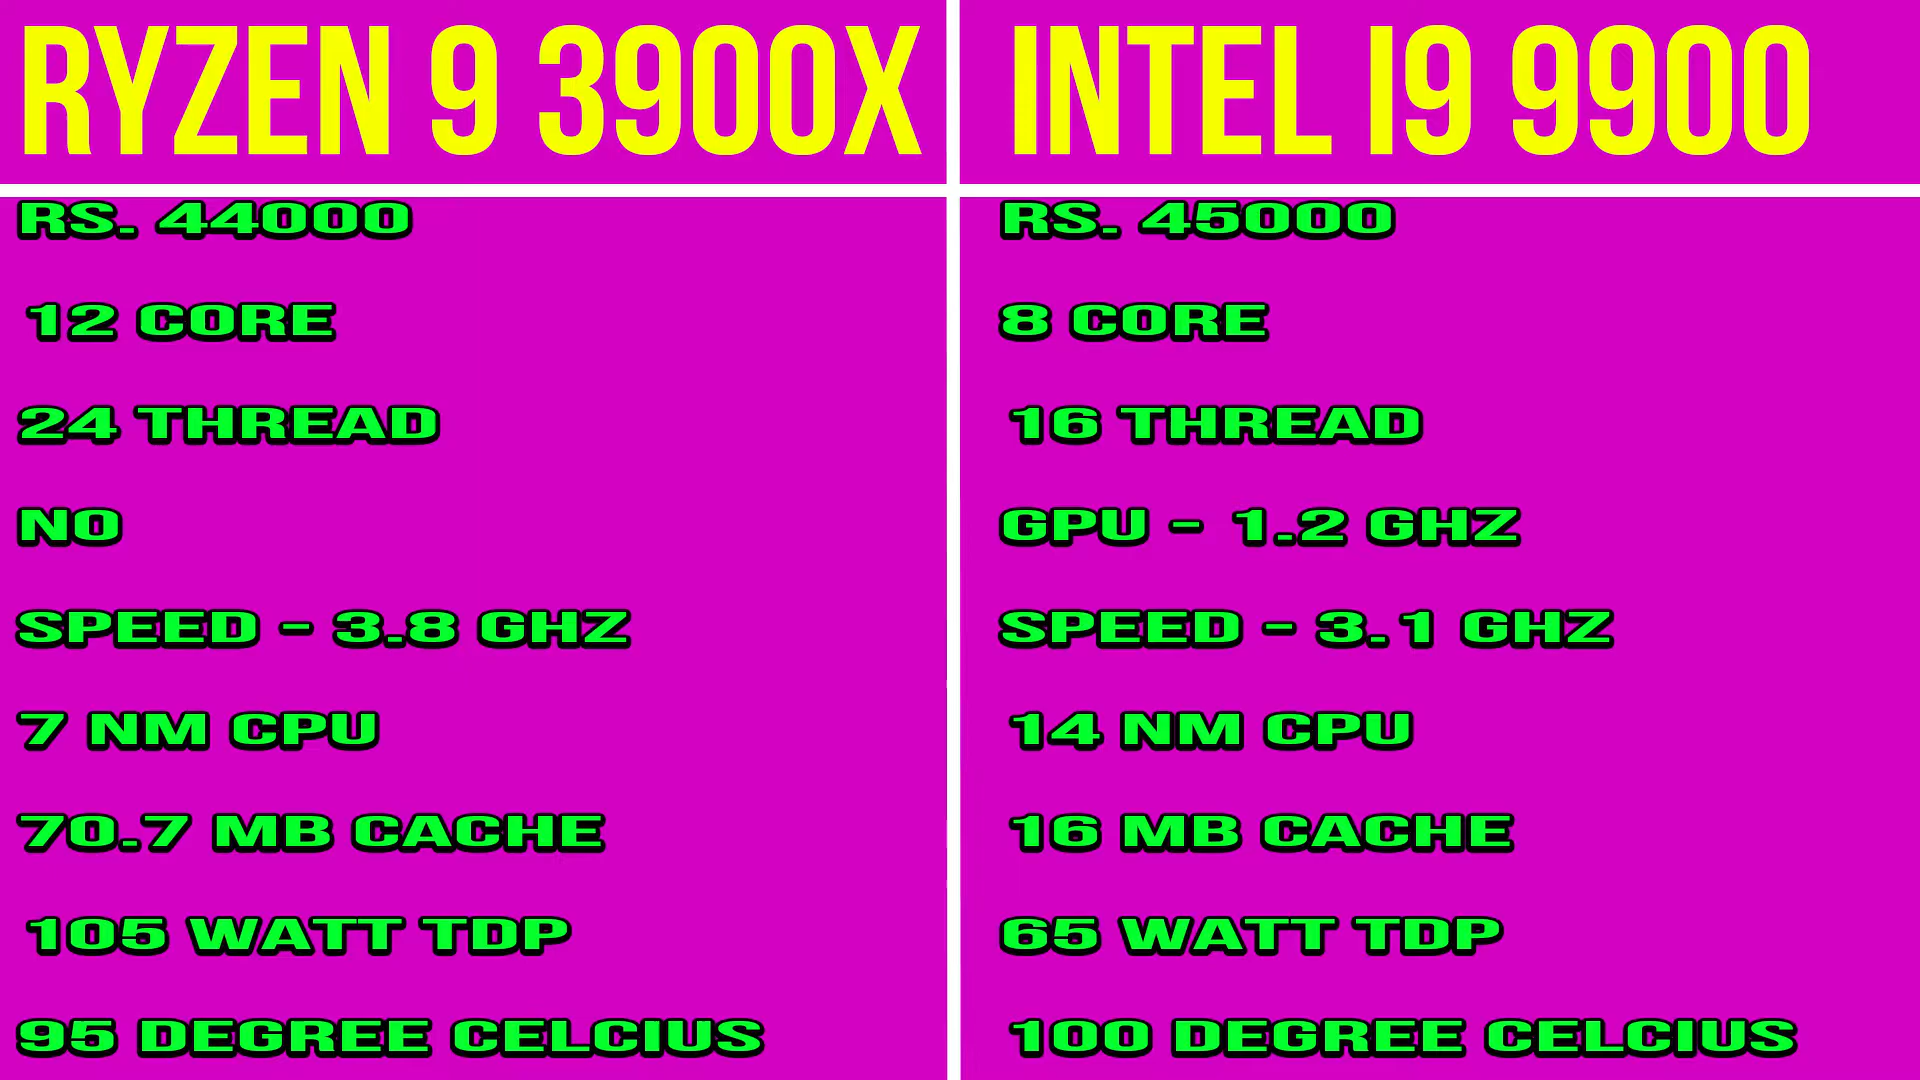 RYZEN 9 3900X
RS. 44000
12 CORE
24 THREAD
NO
SPEED - 3.8 GHZ
7 NM CPU
70.7 MB CACHE
105 WATT TDP
95 DEGREE CELCIUS
INTEL I9 9900
RS. 45000
8 CORE
16 THREAD
GPU - 1.2 GHZ
SPEED - 3.1 GHZ
14 NM CPU
16 MB CACHE
65 WATT TDP
100 DEGREE CELCIUS